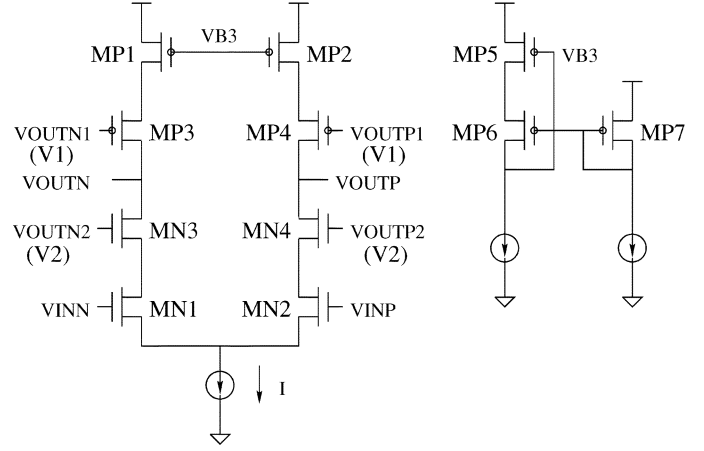 VB3
MP1 MP2 MP5 VB3
VOUTN1 MP3 MP4 VOUTP1 MP6 MP7
(V1) (V1)
VOUTN VOUTP
VOUTN2 MN3 MN4 VOUTP2
(V2) (V2)
VINN MN1 MN2 VINP
I